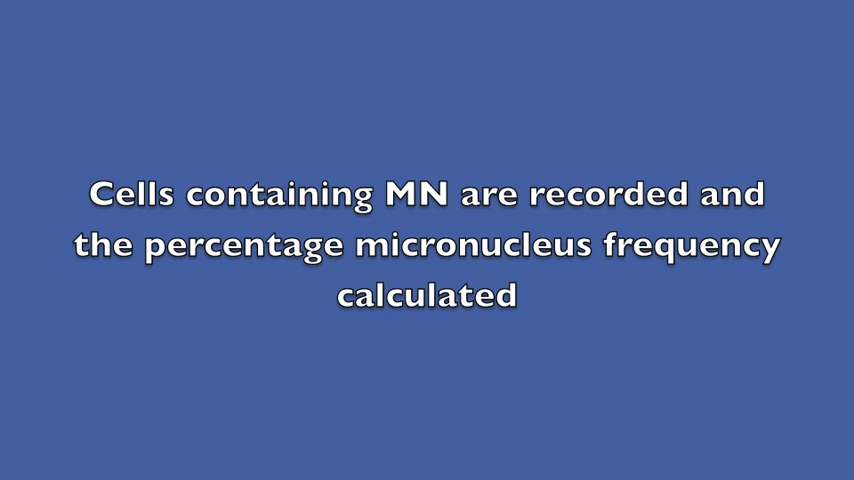 Cells containing MN are recorded and
the percentage micronucleus frequency
calculated